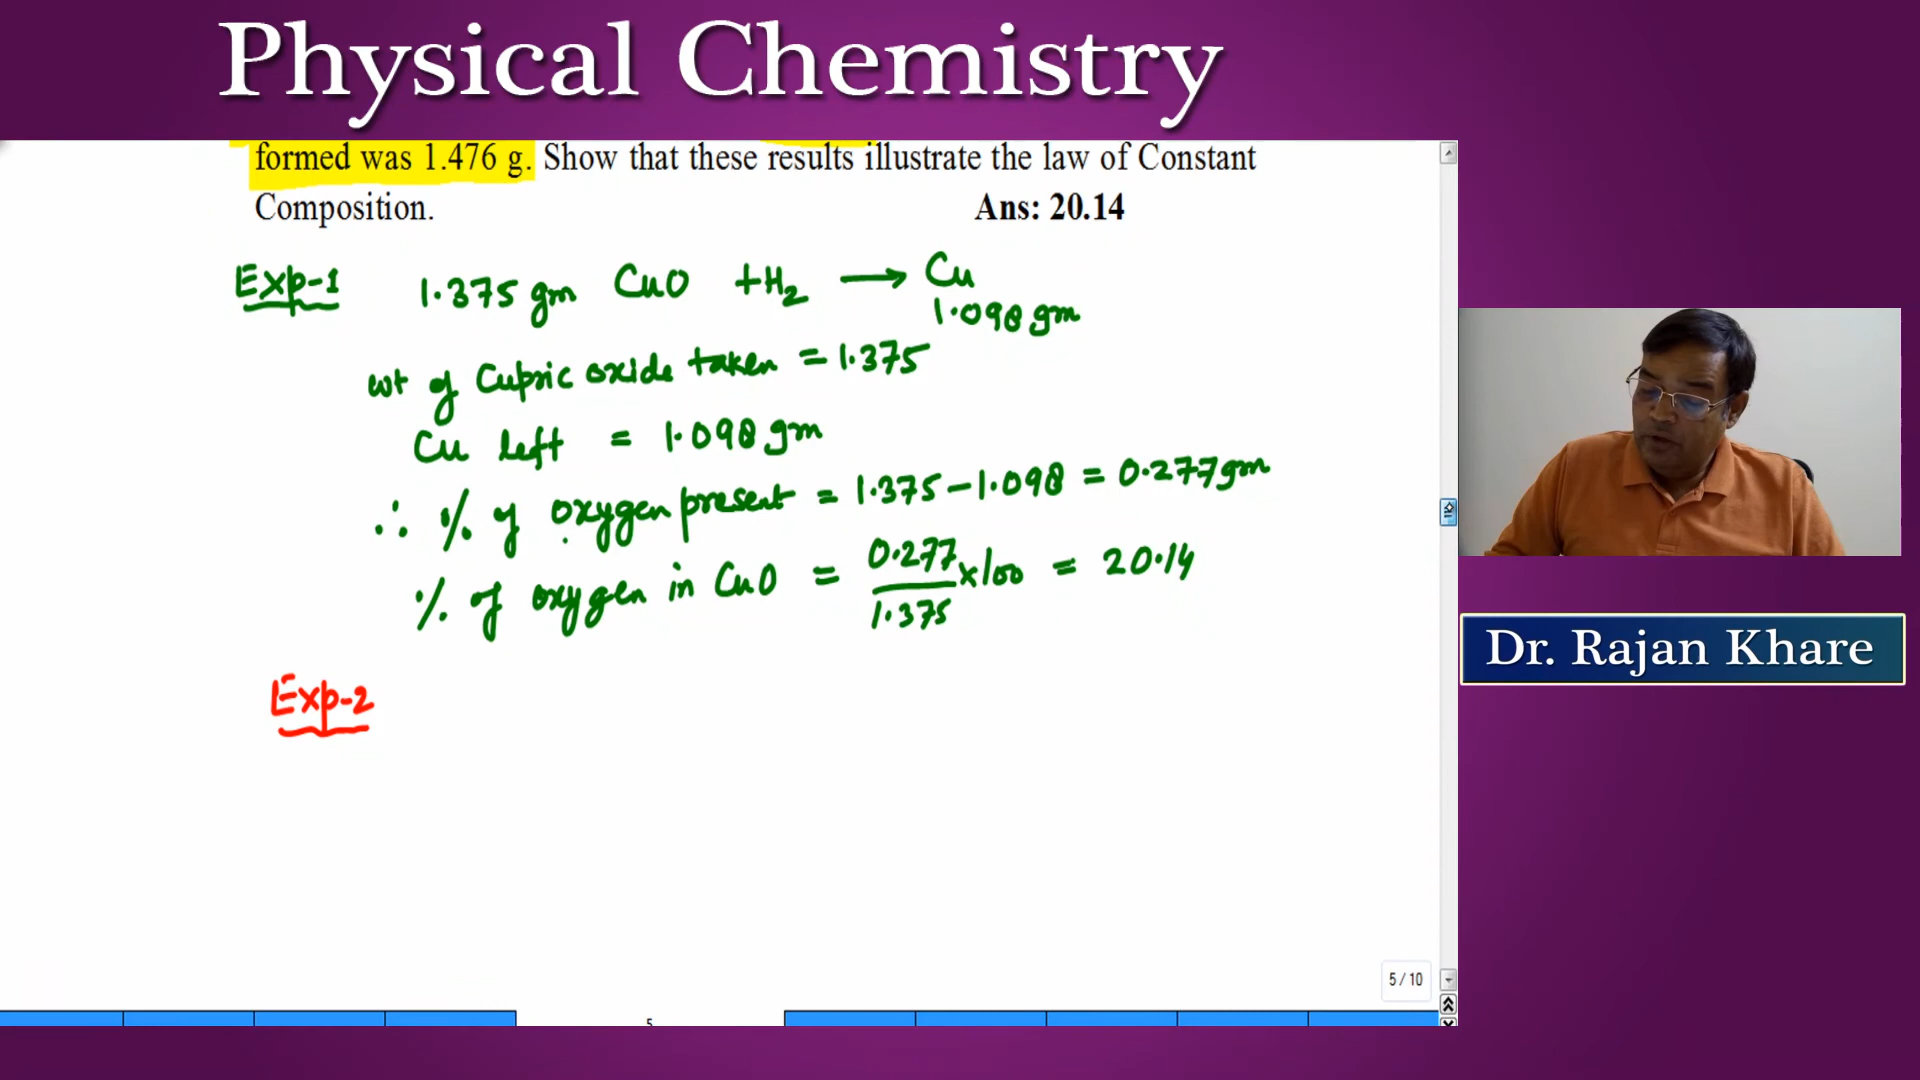 Physical Chemistry
formed was 1.476 g. Show that these results illustrate the law of Constant
Composition. Ans: 20.14
Exp-1 1.375 gm CuO + H2 ⟶ Cu
1.098 gm
wt of Cupric oxide taken = 1.375
Cu left = 1.098 gm
∴ % of oxygen present = 1.375 - 1.098 = 0.277 gm
% of oxygen in CuO = 0.277/1.375 x 100 = 20.14
Exp-2
Dr. Rajan Khare
5 / 10
5